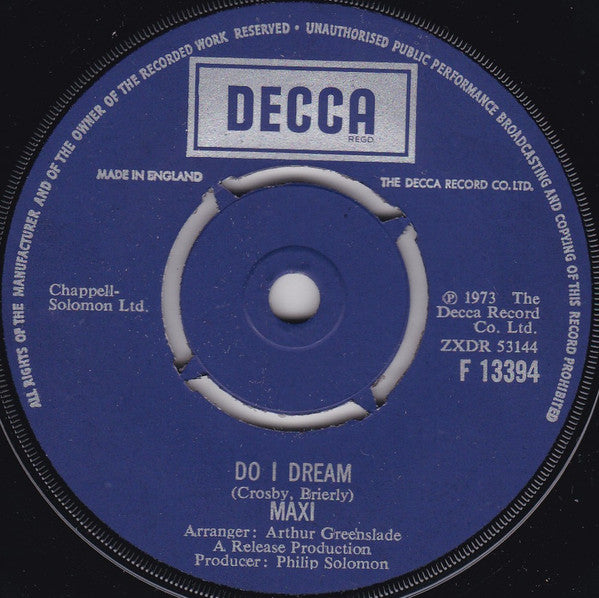 ALL RIGHTS OF THE MANUFACTURER AND OF THE OWNER OF THE RECORDED WORK RESERVED • UNAUTHORISED PUBLIC PERFORMANCE BROADCASTING AND COPYING OF THIS RECORD PROHIBITED
DECCA
REGD
MADE IN ENGLAND
THE DECCA RECORD CO. LTD.
Chappell-
Solomon Ltd.
℗ 1973 The
Decca Record
Co. Ltd.
ZXDR 53144
F 13394
DO I DREAM
(Crosby, Brierly)
MAXI
Arranger: Arthur Greenslade
A Release Production
Producer: Philip Solomon